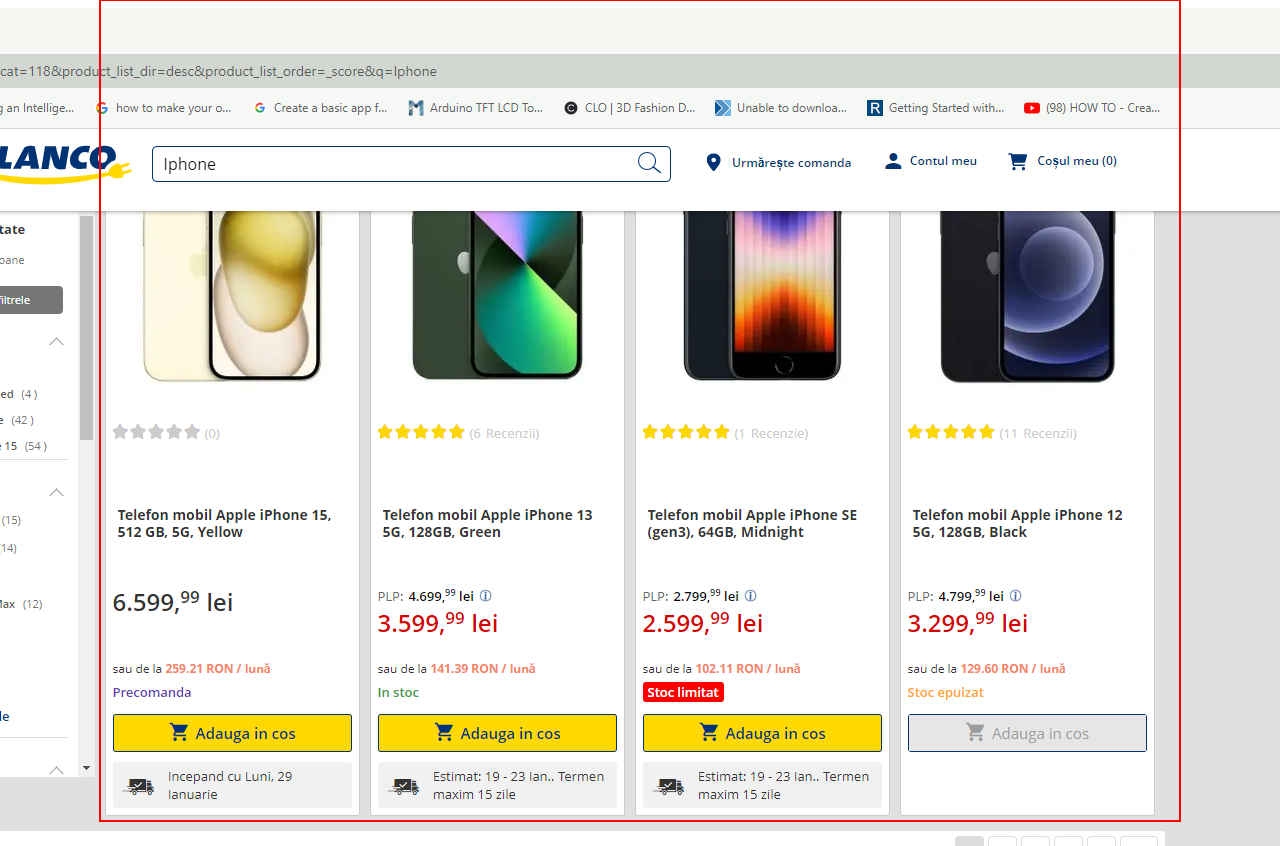 cat=118&product_list_dir=desc&product_list_order=_score&q=Iphone
g an Intellige... how to make your o... Create a basic app f... Arduino TFT LCD To... CLO | 3D Fashion D... Unable to downloa... Getting Started with... (98) HOW TO - Crea...
LANCO Iphone Urmărește comanda Contul meu Coșul meu (0)
tate
oane
filtrele
ed (4 )
e (42 )
e 15 (54 )
(15)
(14)
Max (12)
le
(0) (6 Recenzii) (1 Recenzie) (11 Recenzii)
Telefon mobil Apple iPhone 15,
512 GB, 5G, Yellow
6.599,99 lei
sau de la 259.21 RON / lună
Precomanda
Adauga in cos
Incepand cu Luni, 29
Ianuarie
Telefon mobil Apple iPhone 13
5G, 128GB, Green
PLP: 4.699,99 lei
3.599,99 lei
sau de la 141.39 RON / lună
In stoc
Adauga in cos
Estimat: 19 - 23 Ian.. Termen
maxim 15 zile
Telefon mobil Apple iPhone SE
(gen3), 64GB, Midnight
PLP: 2.799,99 lei
2.599,99 lei
sau de la 102.11 RON / lună
Stoc limitat
Adauga in cos
Estimat: 19 - 23 Ian.. Termen
maxim 15 zile
Telefon mobil Apple iPhone 12
5G, 128GB, Black
PLP: 4.799,99 lei
3.299,99 lei
sau de la 129.60 RON / lună
Stoc epuizat
Adauga in cos